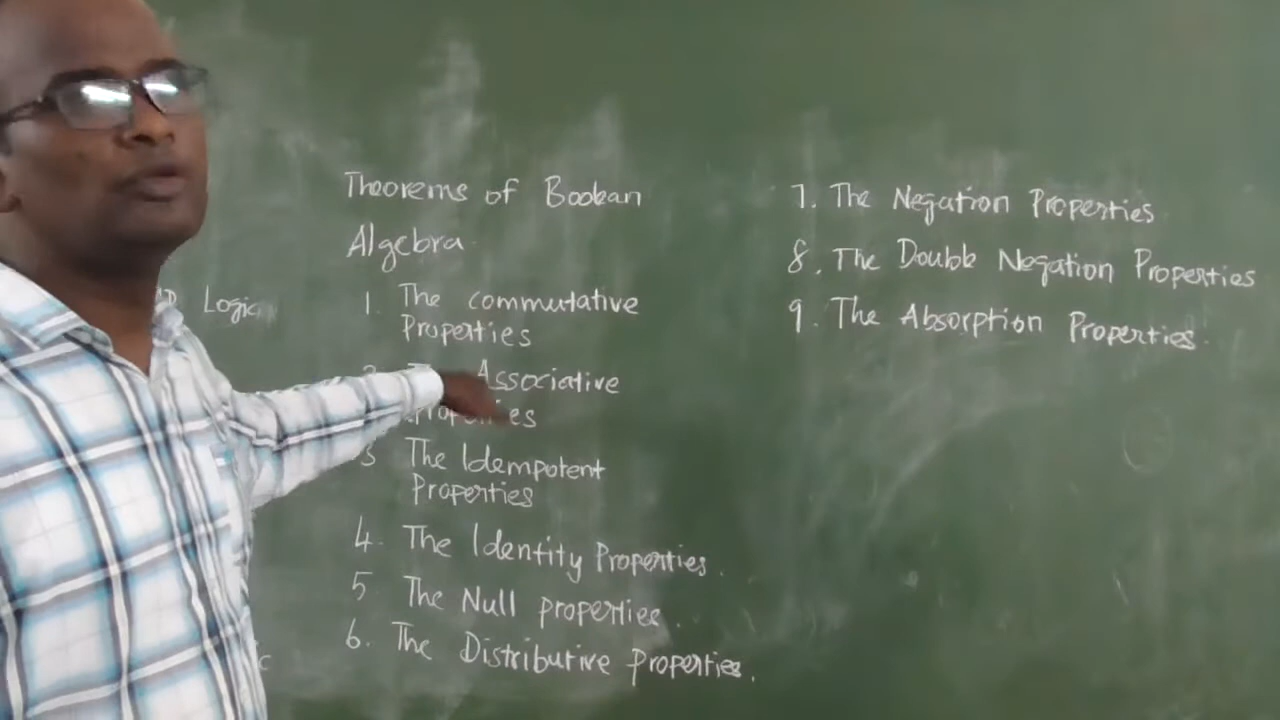 Theorems of Boolean
Algebra.
Logic
1. The commutative
Properties
Associative
Properties
3 The Idempotent
Properties
4. The Identity Properties.
5 The Null properties.
6. The Distributive Properties.
7. The Negation Properties
8. The Double Negation Properties
9. The Absorption Properties.